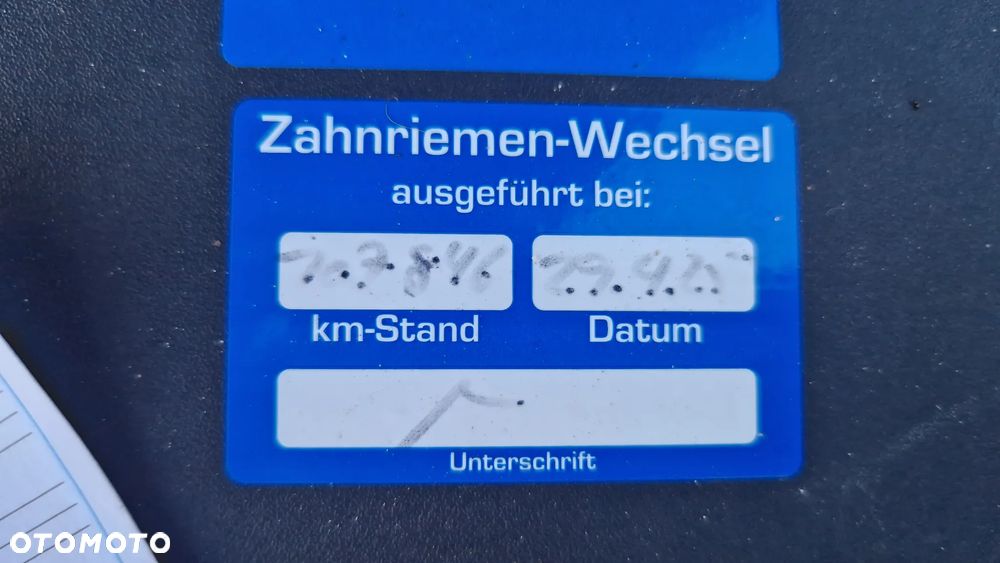 Zahnriemen-Wechsel
ausgeführt bei:
km-Stand Datum
Unterschrift
OTOMOTO